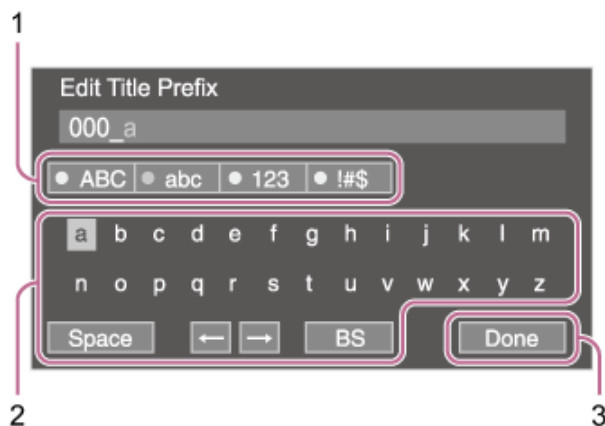 1
Edit Title Prefix
000_a
ABC abc 123 !#$
a b c d e f g h i j k l m
n o p q r s t u v w x y z
Space ← → BS Done
2 3